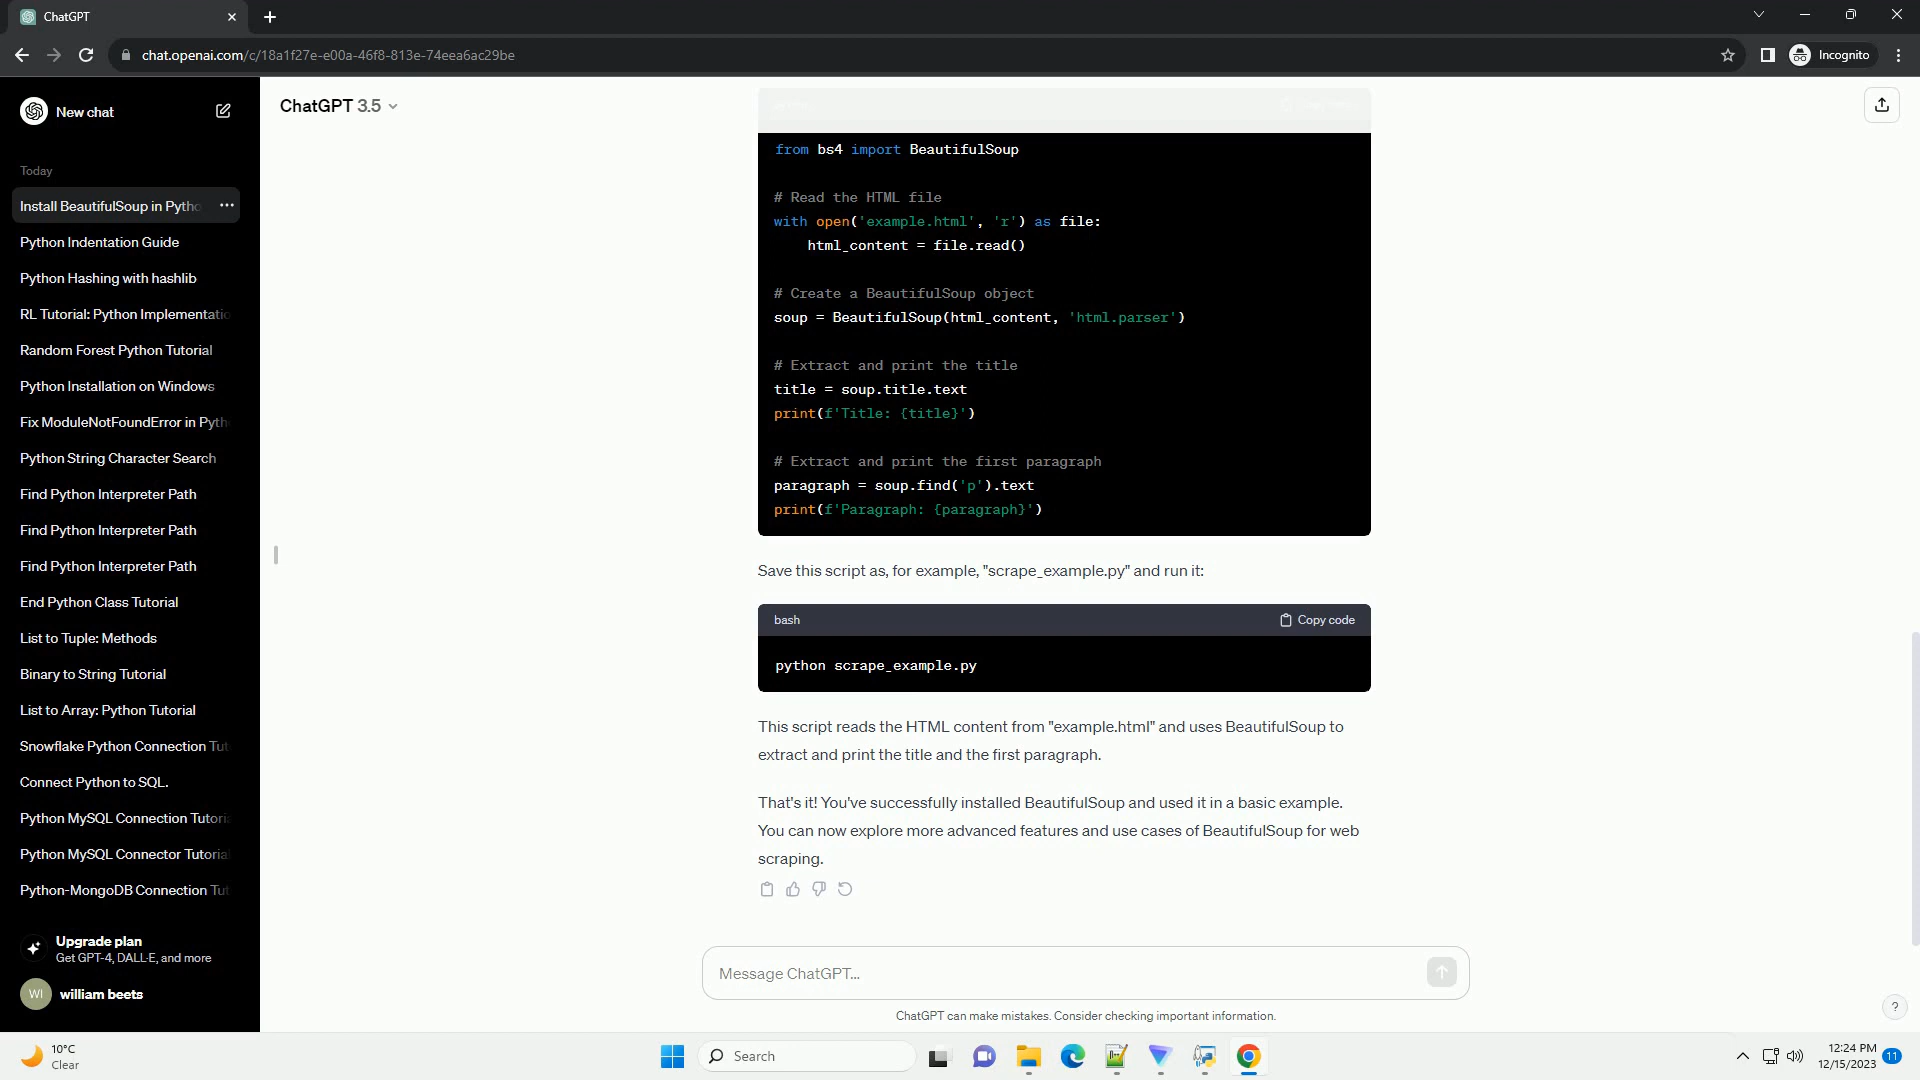 ChatGPT
chat.openai.com/c/18a1f27e-e00a-46f8-813e-74eea6ac29be
Incognito
New chat
Today
Install BeautifulSoup in Pytho
Python Indentation Guide
Python Hashing with hashlib
RL Tutorial: Python Implementatio
Random Forest Python Tutorial
Python Installation on Windows
Fix ModuleNotFoundError in Pyth
Python String Character Search
Find Python Interpreter Path
Find Python Interpreter Path
Find Python Interpreter Path
End Python Class Tutorial
List to Tuple: Methods
Binary to String Tutorial
List to Array: Python Tutorial
Snowflake Python Connection Tut
Connect Python to SQL.
Python MySQL Connection Tutoria
Python MySQL Connector Tutorial
Python-MongoDB Connection Tut
Upgrade plan
Get GPT-4, DALL·E, and more
WI
william beets
ChatGPT 3.5
from bs4 import BeautifulSoup
# Read the HTML file
with open('example.html', 'r') as file:
    html_content = file.read()
# Create a BeautifulSoup object
soup = BeautifulSoup(html_content, 'html.parser')
# Extract and print the title
title = soup.title.text
print(f'Title: {title}')
# Extract and print the first paragraph
paragraph = soup.find('p').text
print(f'Paragraph: {paragraph}')
Save this script as, for example, "scrape_example.py" and run it:
bash
Copy code
python scrape_example.py
This script reads the HTML content from "example.html" and uses BeautifulSoup to
extract and print the title and the first paragraph.
That's it! You've successfully installed BeautifulSoup and used it in a basic example.
You can now explore more advanced features and use cases of BeautifulSoup for web
scraping.
Message ChatGPT...
ChatGPT can make mistakes. Consider checking important information.
?
10°C
Clear
Search
12:24 PM
12/15/2023
11